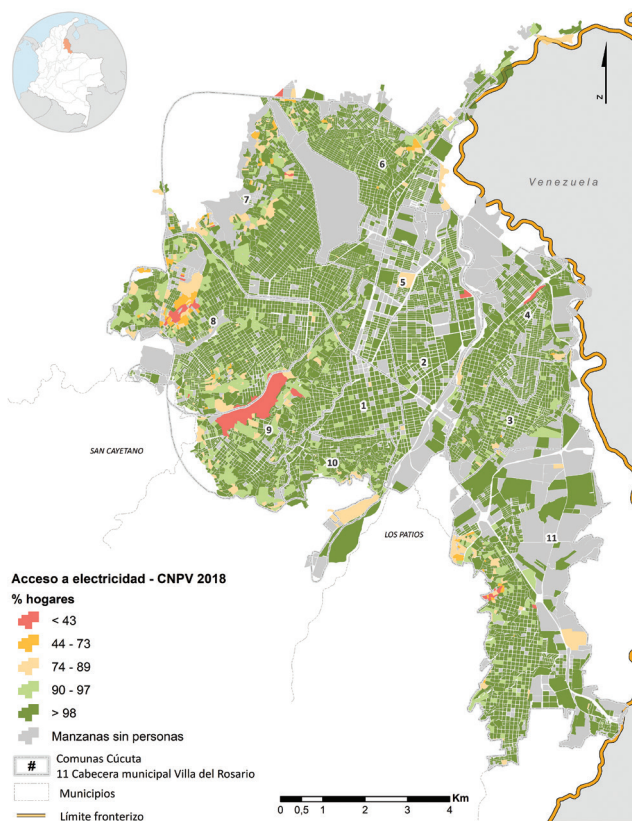 Z
Venezuela
6
7
5
4
8
2
1
3
9
SAN CAYETANO
10
LOS PATIOS
11
Acceso a electricidad - CNPV 2018
% hogares
< 43
44 - 73
74 - 89
90 - 97
> 98
Manzanas sin personas
# Comunas Cúcuta
11 Cabecera municipal Villa del Rosario
Municipios
Límite fronterizo
Km
0 0,5 1 2 3 4